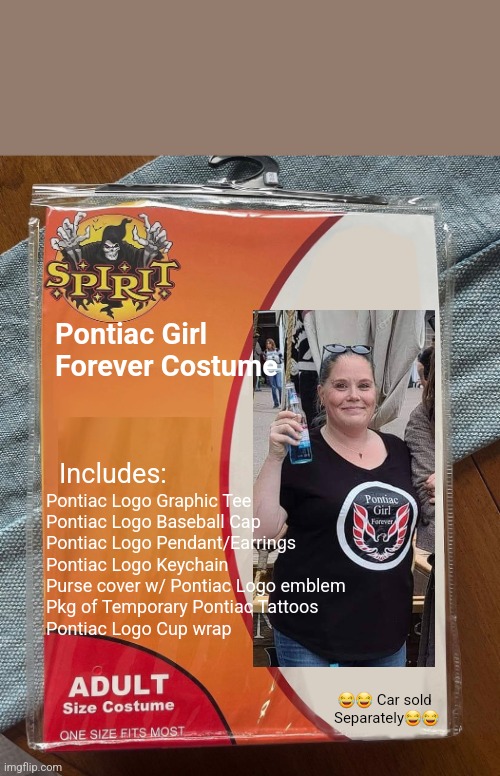 SPIRIT
Pontiac Girl
Forever Costume
Includes:
Pontiac Logo Graphic Tee
Pontiac Logo Baseball Cap
Pontiac Logo Pendant/Earrings
Pontiac Logo Keychain
Purse cover w/ Pontiac Logo emblem
Pkg of Temporary Pontiac Tattoos
Pontiac Logo Cup wrap
Pontiac
Girl
Forever
ADULT
Size Costume
ONE SIZE FITS MOST
😂😂 Car sold
Separately😂😂
imgflip.com